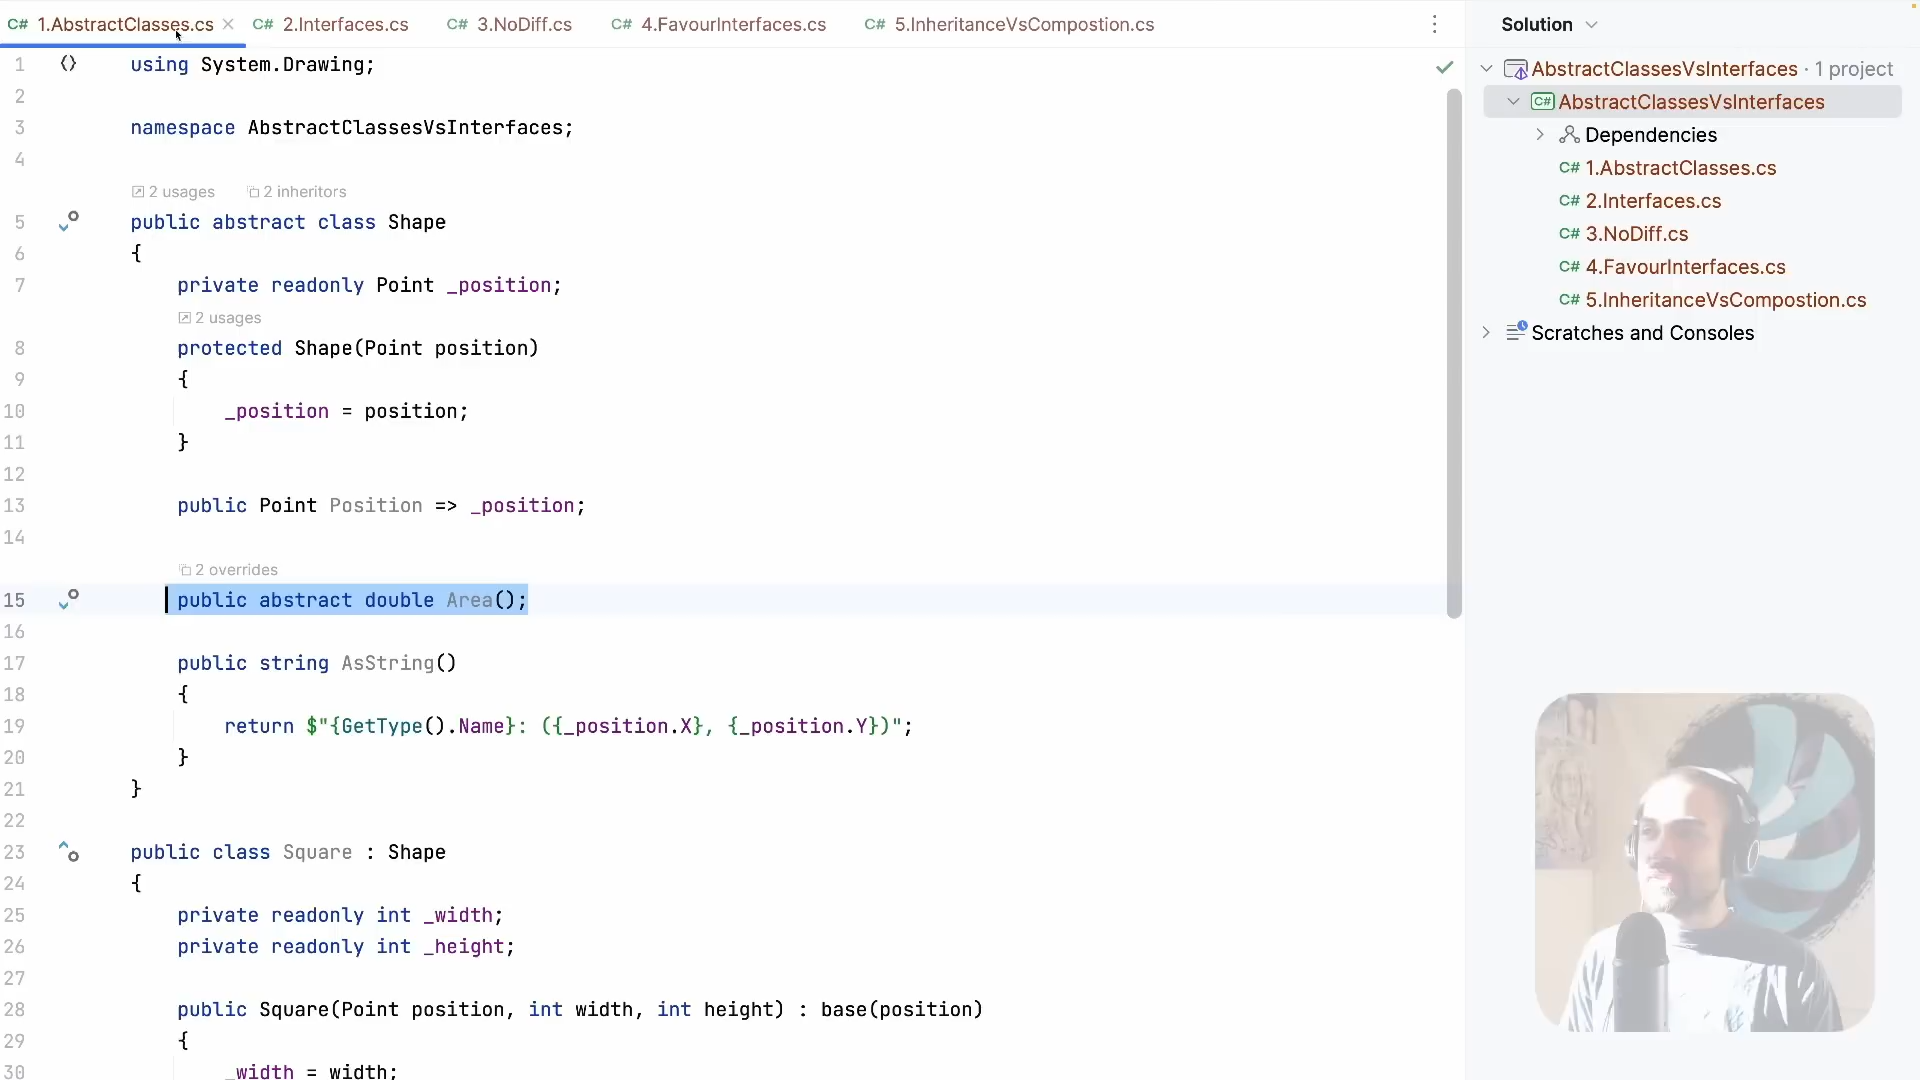 C# 1.AbstractClasses.cs C# 2.Interfaces.cs C# 3.NoDiff.cs C# 4.FavourInterfaces.cs C# 5.InheritanceVsCompostion.cs
1 using System.Drawing;
2
3 namespace AbstractClassesVsInterfaces;
4
2 usages 2 inheritors
5 public abstract class Shape
6 {
7 private readonly Point _position;
2 usages
8 protected Shape(Point position)
9 {
10 _position = position;
11 }
12
13 public Point Position => _position;
14
2 overrides
15 public abstract double Area();
16
17 public string AsString()
18 {
19 return $"{GetType().Name}: ({_position.X}, {_position.Y})";
20 }
21 }
22
23 public class Square : Shape
24 {
25 private readonly int _width;
26 private readonly int _height;
27
28 public Square(Point position, int width, int height) : base(position)
29 {
30 _width = width;
Solution
AbstractClassesVsInterfaces · 1 project
C# AbstractClassesVsInterfaces
Dependencies
C# 1.AbstractClasses.cs
C# 2.Interfaces.cs
C# 3.NoDiff.cs
C# 4.FavourInterfaces.cs
C# 5.InheritanceVsCompostion.cs
Scratches and Consoles